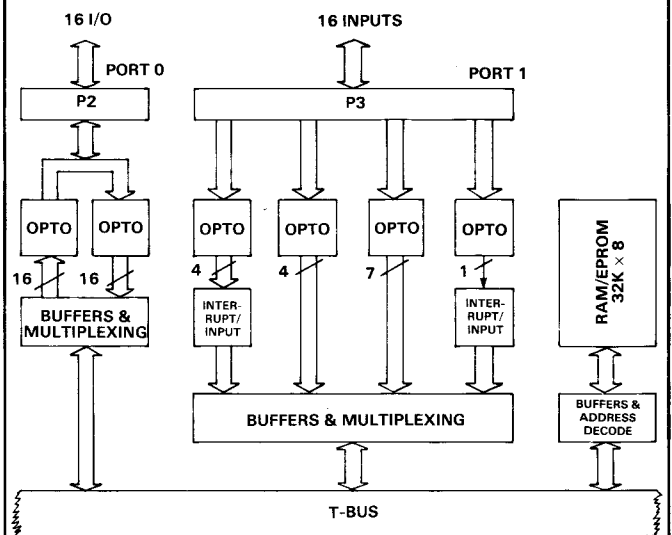 16 I/O
16 INPUTS
PORT 0
PORT 1
P2
P3
OPTO
OPTO
OPTO
OPTO
OPTO
OPTO
16
16
4
4
7
1
RAM/EPROM
32K × 8
BUFFERS &
MULTIPLEXING
INTER-
RUPT/
INPUT
INTER-
RUPT/
INPUT
BUFFERS & MULTIPLEXING
BUFFERS &
ADDRESS
DECODE
T-BUS